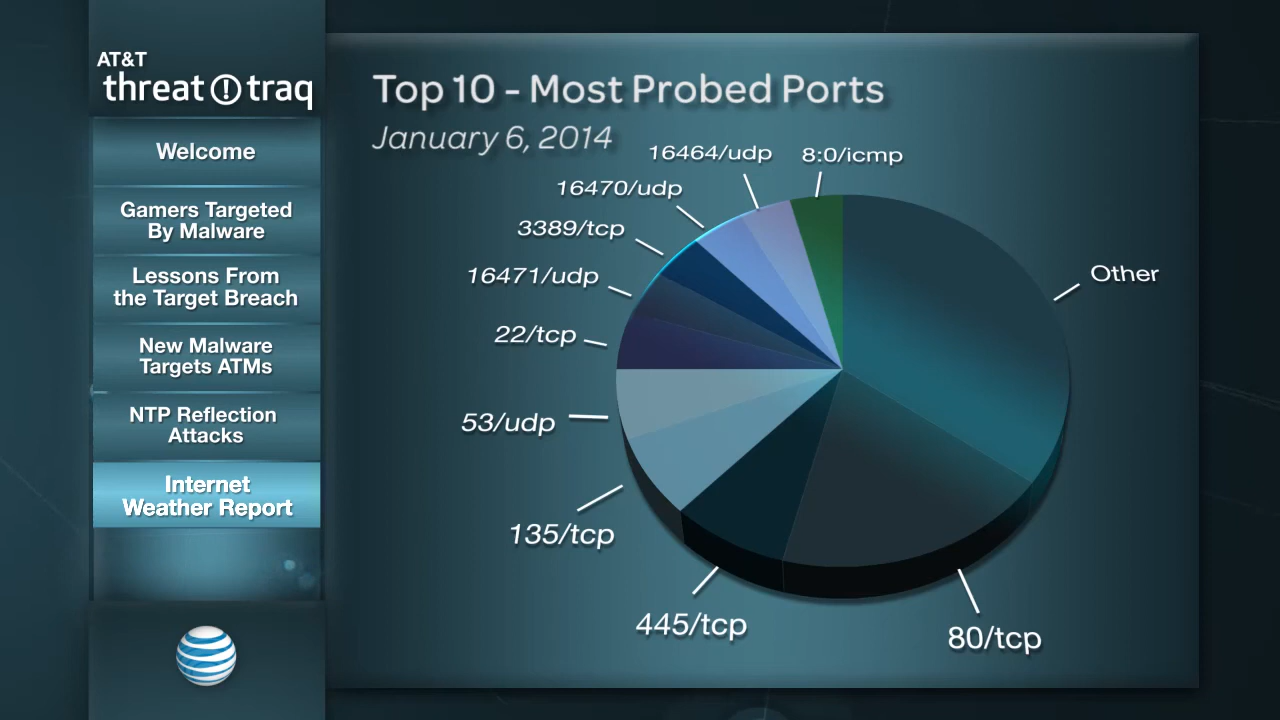 AT&T
threat traq
Welcome
Gamers Targeted
By Malware
Lessons From
the Target Breach
New Malware
Targets ATMs
NTP Reflection
Attacks
Internet
Weather Report
Top 10 - Most Probed Ports
January 6, 2014
16464/udp
8:0/icmp
16470/udp
3389/tcp
16471/udp
22/tcp
53/udp
135/tcp
445/tcp
80/tcp
Other